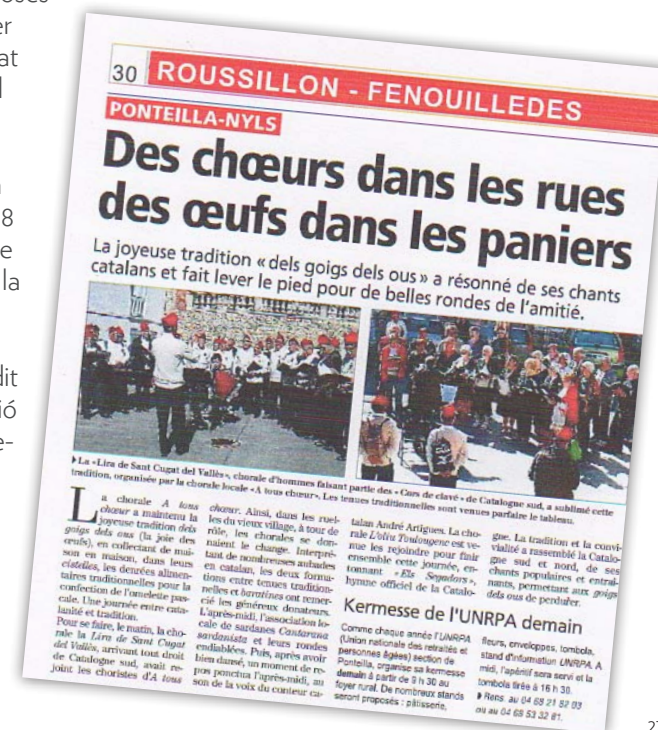 oses
er
at
l
8
e
la
dit
ió
e-
30 ROUSSILLON - FENOUILLEDES
PONTEILLA-NYLS
Des chœurs dans les rues
des œufs dans les paniers
La joyeuse tradition « dels goigs dels ous » a résonné de ses chants
catalans et fait lever le pied pour de belles rondes de l'amitié.
La «Lira de Sant Cugat del Vallès», chorale d'hommes faisant partie des «Cors de clavé» de Catalogne sud, a sublimé cette
tradition, organisée par la chorale locale «A tous chœur». Les tenues traditionnelles sont venues parfaire le tableau.
La chorale A tous
chœur a maintenu la
joyeuse tradition dels
goigs dels ous (la joie des
œufs), en collectant de mai-
son en maison, dans leurs
cistelles, les denrées alimen-
taires traditionnelles pour la
confection de l'omelette pas-
cale. Une journée entre cata-
lanité et tradition.
Pour se faire, le matin, la cho-
rale la Lira de Sant Cugat
del Vallès, arrivant tout droit
de Catalogne sud, avait re-
joint les choristes d'A tous
chœur. Ainsi, dans les ruel-
les du vieux village, à tour de
rôle, les chorales se don-
naient le change. Interpré-
tant de nombreuses aubades
en catalan, les deux forma-
tions entre tenues tradition-
nelles et baratines ont remer-
cié les généreux donateurs.
L'après-midi, l'association lo-
cale de sardanes Cantarana
sardanista et leurs rondes
endiablées. Puis, après avoir
bien dansé, un moment de re-
pos ponctua l'après-midi, au
son de la voix du conteur ca-
talan André Artigues. La cho-
rale L'oliu Toulougenc est ve-
nue les rejoindre pour finir
ensemble cette journée, en-
tonnant «Els Segadors»,
hymne officiel de la Catalo-
gne. La tradition et la convi-
vialité a rassemblé la Catalo-
gne sud et nord, de ses
chants populaires et entraî-
nants, permettant aux goigs
dels ous de perdurer.
Kermesse de l'UNRPA demain
Comme chaque année l'UNRPA
(Union nationale des retraités et
personnes âgées) section de
Ponteilla, organise sa kermesse
demain à partir de 9 h 30 au
foyer rural. De nombreux stands
seront proposés : pâtisserie,
fleurs, enveloppes, tombola,
stand d'information UNRPA. A
midi, l'apéritif sera servi et la
tombola tirée à 16 h 30.
Rens. au 04 68 21 82 03
ou au 04 68 53 32 81.
27